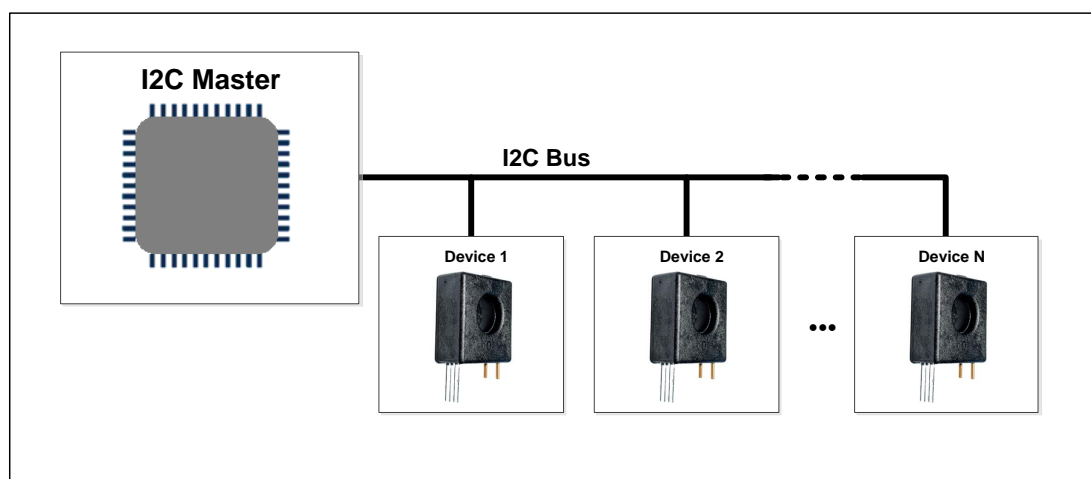 I2C Master
I2C Bus
Device 1
Device 2
Device N
...